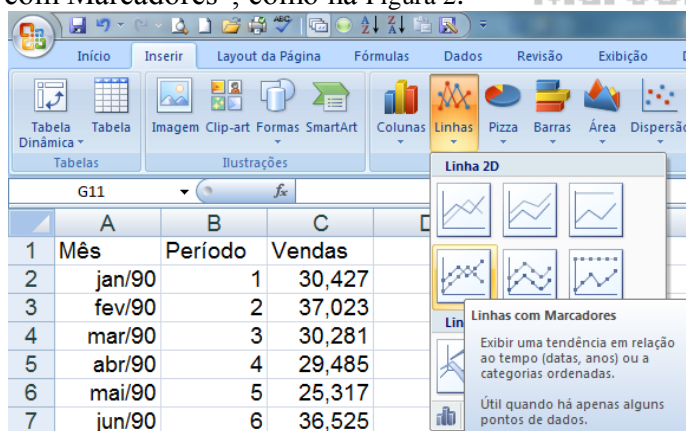 com Marcadores", como na Figura 2.
Início Inserir Layout da Página Fórmulas Dados Revisão Exibição
Tabela Dinâmica Tabela Imagem Clip-art Formas SmartArt Colunas Linhas Pizza Barras Área Dispersão
Tabelas Ilustrações
Linha 2D
G11 fx
A B C
1 Mês Período Vendas
2 jan/90 1 30,427
3 fev/90 2 37,023
4 mar/90 3 30,281
5 abr/90 4 29,485
6 mai/90 5 25,317
7 jun/90 6 36,525
Lin
Linhas com Marcadores
Exibir uma tendência em relação
ao tempo (datas, anos) ou a
categorias ordenadas.
Útil quando há apenas alguns
pontos de dados.